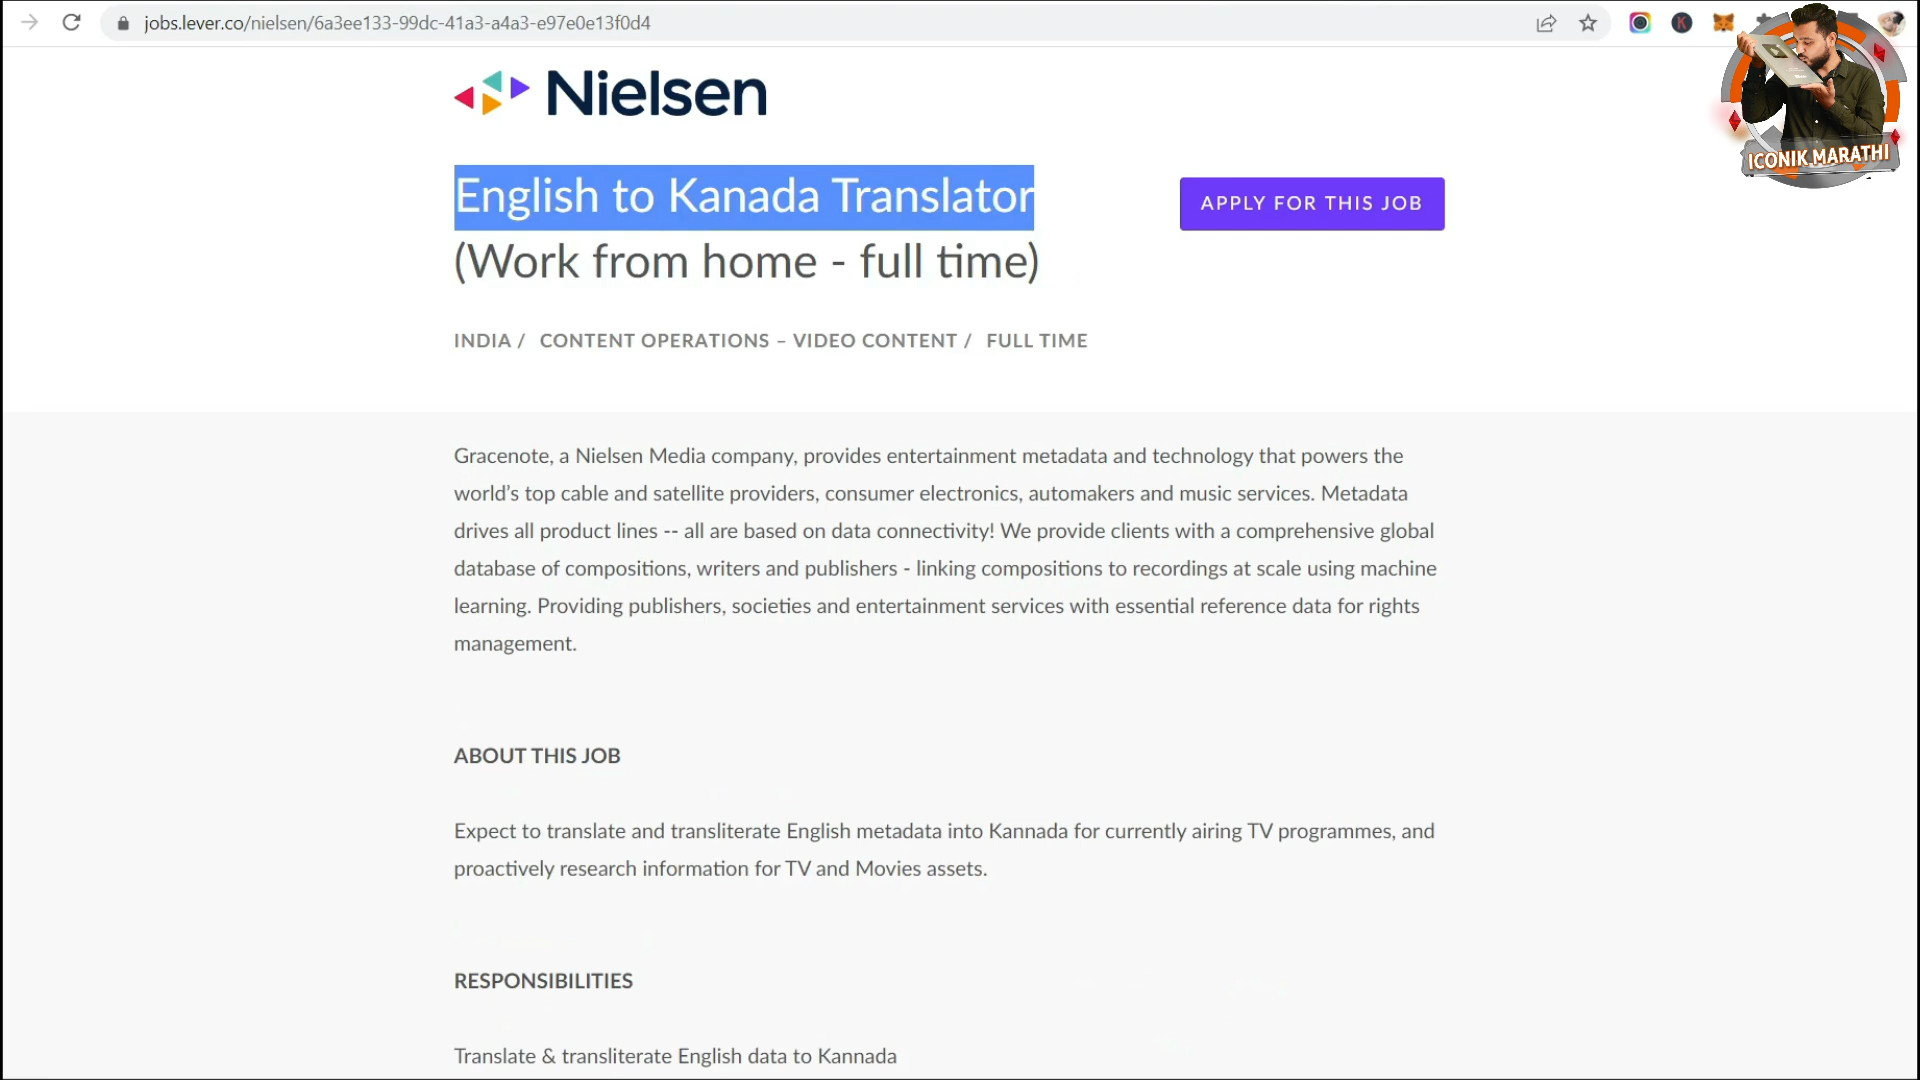 jobs.lever.co/nielsen/6a3ee133-99dc-41a3-a4a3-e97e0e13f0d4
Nielsen
ICONIK MARATHI
English to Kanada Translator
(Work from home - full time)
APPLY FOR THIS JOB
INDIA / CONTENT OPERATIONS – VIDEO CONTENT / FULL TIME
Gracenote, a Nielsen Media company, provides entertainment metadata and technology that powers the
world’s top cable and satellite providers, consumer electronics, automakers and music services. Metadata
drives all product lines -- all are based on data connectivity! We provide clients with a comprehensive global
database of compositions, writers and publishers - linking compositions to recordings at scale using machine
learning. Providing publishers, societies and entertainment services with essential reference data for rights
management.
ABOUT THIS JOB
Expect to translate and transliterate English metadata into Kannada for currently airing TV programmes, and
proactively research information for TV and Movies assets.
RESPONSIBILITIES
Translate & transliterate English data to Kannada